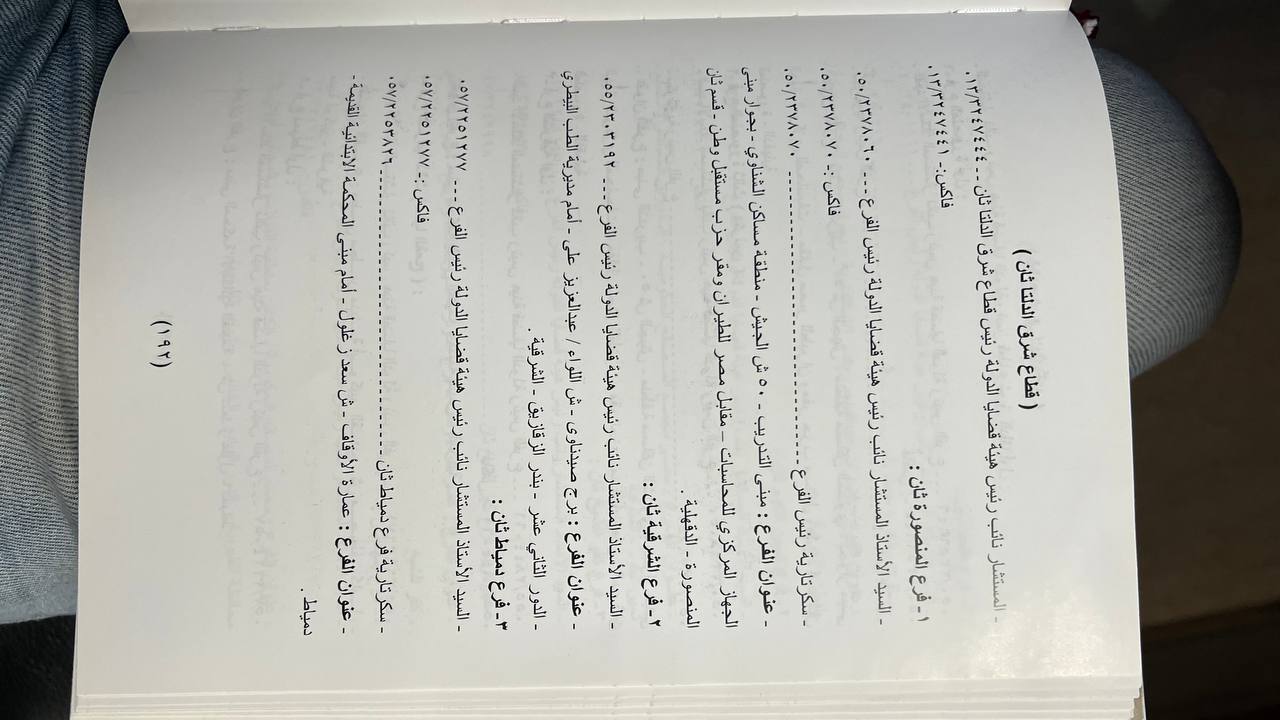 ( قطاع شرق الدلتا ثان )
- المستشار نائب رئيس هيئة قضايا الدولة رئيس قطاع شرق الدلتا ثان ـ ـ ٠١٣/٣٢٤٧٤٤٤
فاكس:- ٠١٣/٣٢٤٧٤٤١
١ - فرع المنصورة ثان :
- السيد الأستاذ المستشار نائب رئيس هيئة قضايا الدولة رئيس الفرع - - - ٠٥٠/٢٣٧٨٠٦٠
فاكس :- ٠٥٠/٢٣٧٨٠٧٠
- سكرتارية رئيس الفرع ------------------------------ ٠٥٠/٢٣٧٨٠٧٠
- عنوان الفرع : مبنى التدريب - ٥٠ ش الجيش - منطقة مساكن الشناوي - بجوار مبنى
الجهاز المركزي للمحاسبات – مقابل مصر للطيران ومقر حزب مستقبل وطن - قسم ثان
المنصورة - الدقهلية .
٢ - فرع الشرقية ثان :
- السيد الأستاذ المستشار نائب رئيس هيئة قضايا الدولة رئيس الفرع - - - ٠٥٥/٢٣٠٣١٩٢
- عنوان الفرع : برج صيدناوى - ش اللواء / عبدالعزيز على - أمام مديرية الطب البيطري
- الدور الثاني عشر - بندر الزقازيق - الشرقية .
٣ - فرع دمياط ثان :
- السيد الأستاذ المستشار نائب رئيس هيئة قضايا الدولة رئيس الفرع - - - ٠٥٧/٢٢٥١٢٧٧
فاكس :- ٠٥٧/٢٢٥١٢٧٧
- سكرتارية فرع دمياط ثان ------------------------------ ٠٥٧/٢٢٥٣٨٢٦
- عنوان الفرع : عمارة الأوقاف - ش سعد زغلول - أمام مبنى المحكمة الابتدائية القديمة -
دمياط .
(١٩٢)